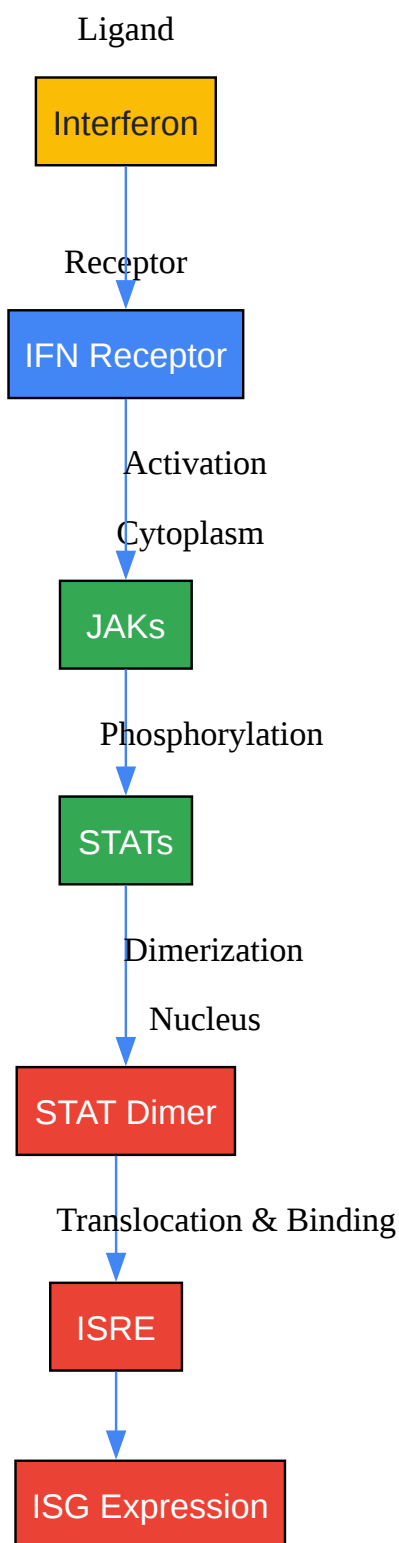 Ligand
Interferon
Receptor
IFN Receptor
Activation
Cytoplasm
JAKs
Phosphorylation
STATs
Dimerization
Nucleus
STAT Dimer
Translocation & Binding
ISRE
ISG Expression